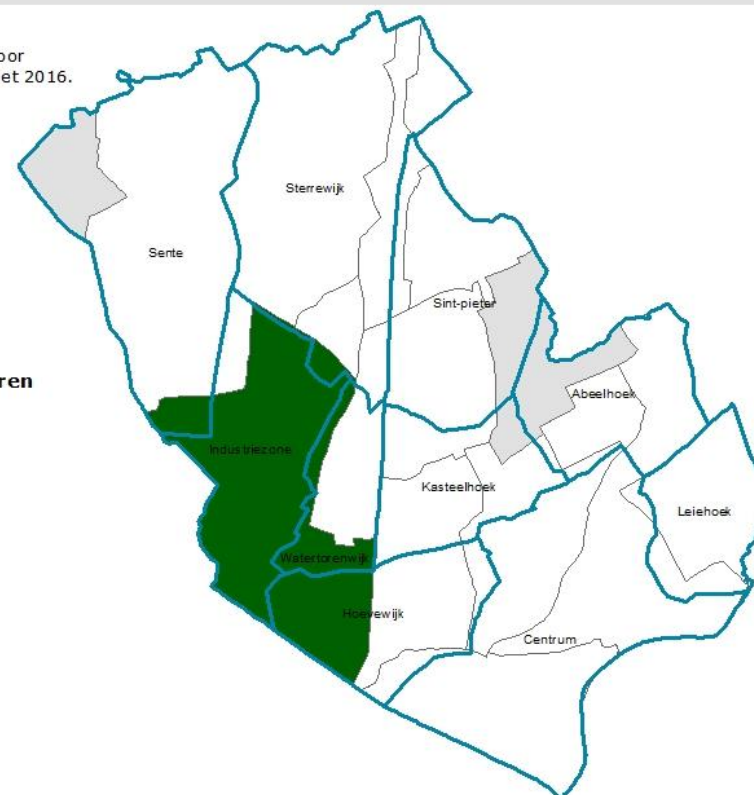 oor
et 2016.
Sterrewijk
Sente
Sint-pieter
ren
Abeelhoek
Industriezone
Kasteelhoek
Leiehoek
Watertorenwijk
Hoevewijk
Centrum